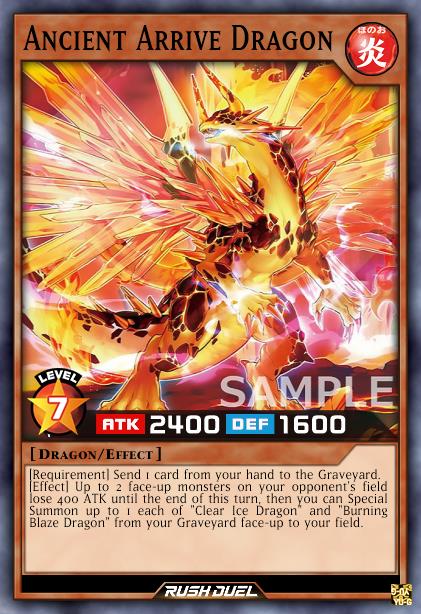 ANCIENT ARRIVE DRAGON
ほのお
炎
SAMPLE
LEVEL
7
ATK 2400 DEF 1600
[DRAGON/EFFECT]
[Requirement] Send 1 card from your hand to the Graveyard.
[Effect] Up to 2 face-up monsters on your opponent's field
lose 400 ATK until the end of this turn, then you can Special
Summon up to 1 each of "Clear Ice Dragon" and "Burning
Blaze Dragon" from your Graveyard face-up to your field.
RUSH DUEL